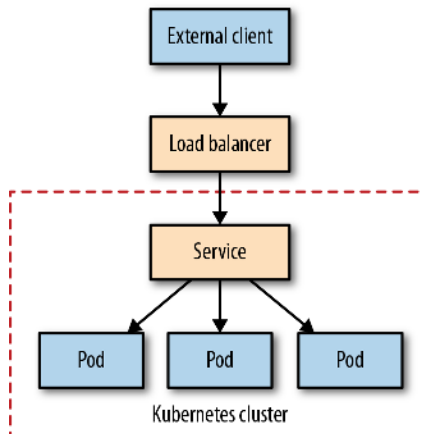 External client
Load balancer
Service
Pod
Pod
Pod
Kubernetes cluster